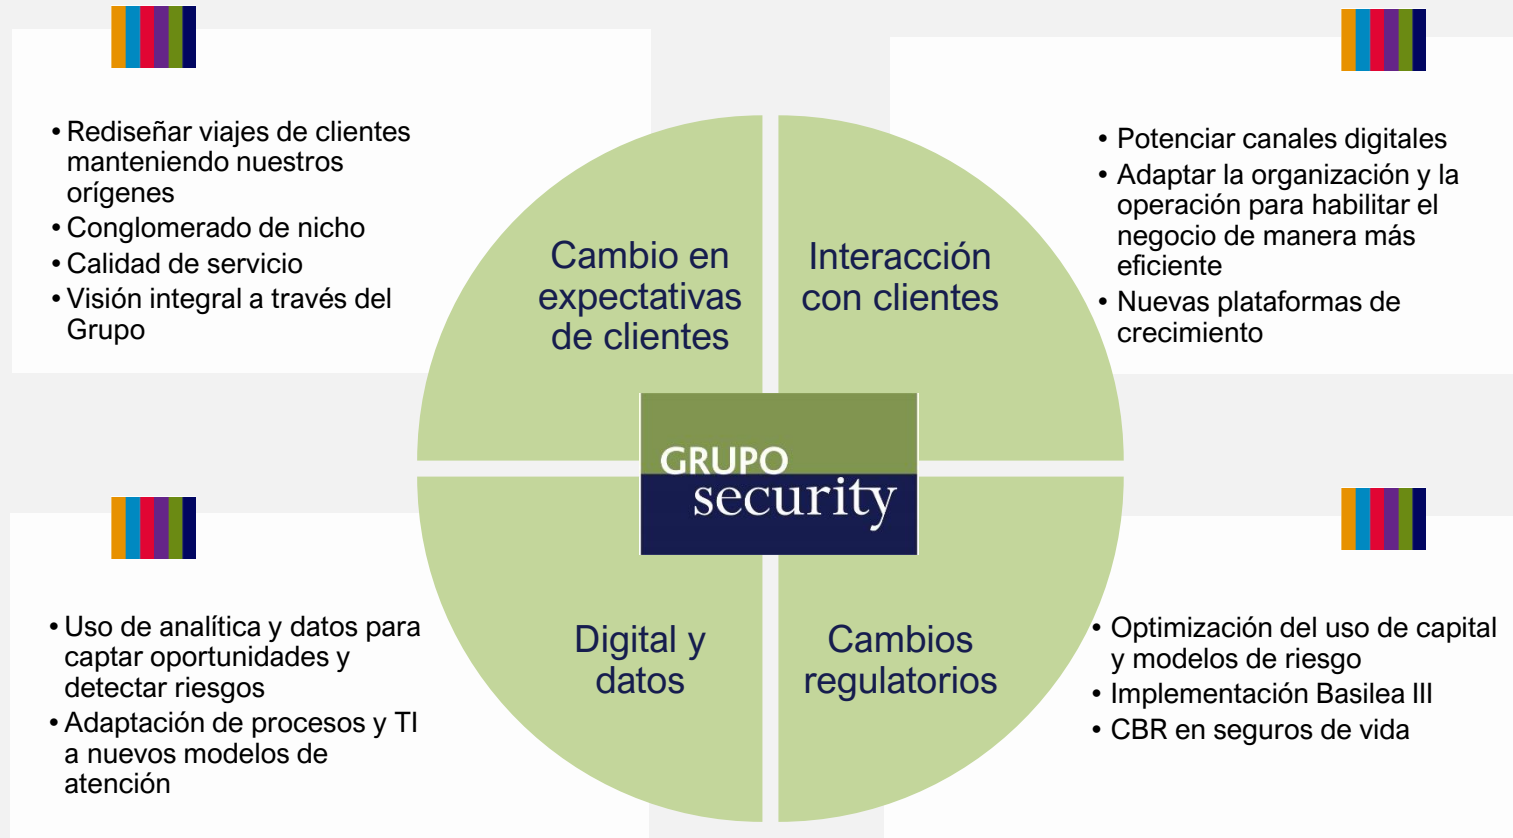 • Rediseñar viajes de clientes
manteniendo nuestros
orígenes
• Conglomerado de nicho
• Calidad de servicio
• Visión integral a través del
Grupo
Cambio en
expectativas
de clientes
Interacción
con clientes
• Potenciar canales digitales
• Adaptar la organización y la
operación para habilitar el
negocio de manera más
eficiente
• Nuevas plataformas de
crecimiento
GRUPO
security
• Uso de analítica y datos para
captar oportunidades y
detectar riesgos
• Adaptación de procesos y TI
a nuevos modelos de
atención
Digital y
datos
Cambios
regulatorios
• Optimización del uso de capital
y modelos de riesgo
• Implementación Basilea III
• CBR en seguros de vida